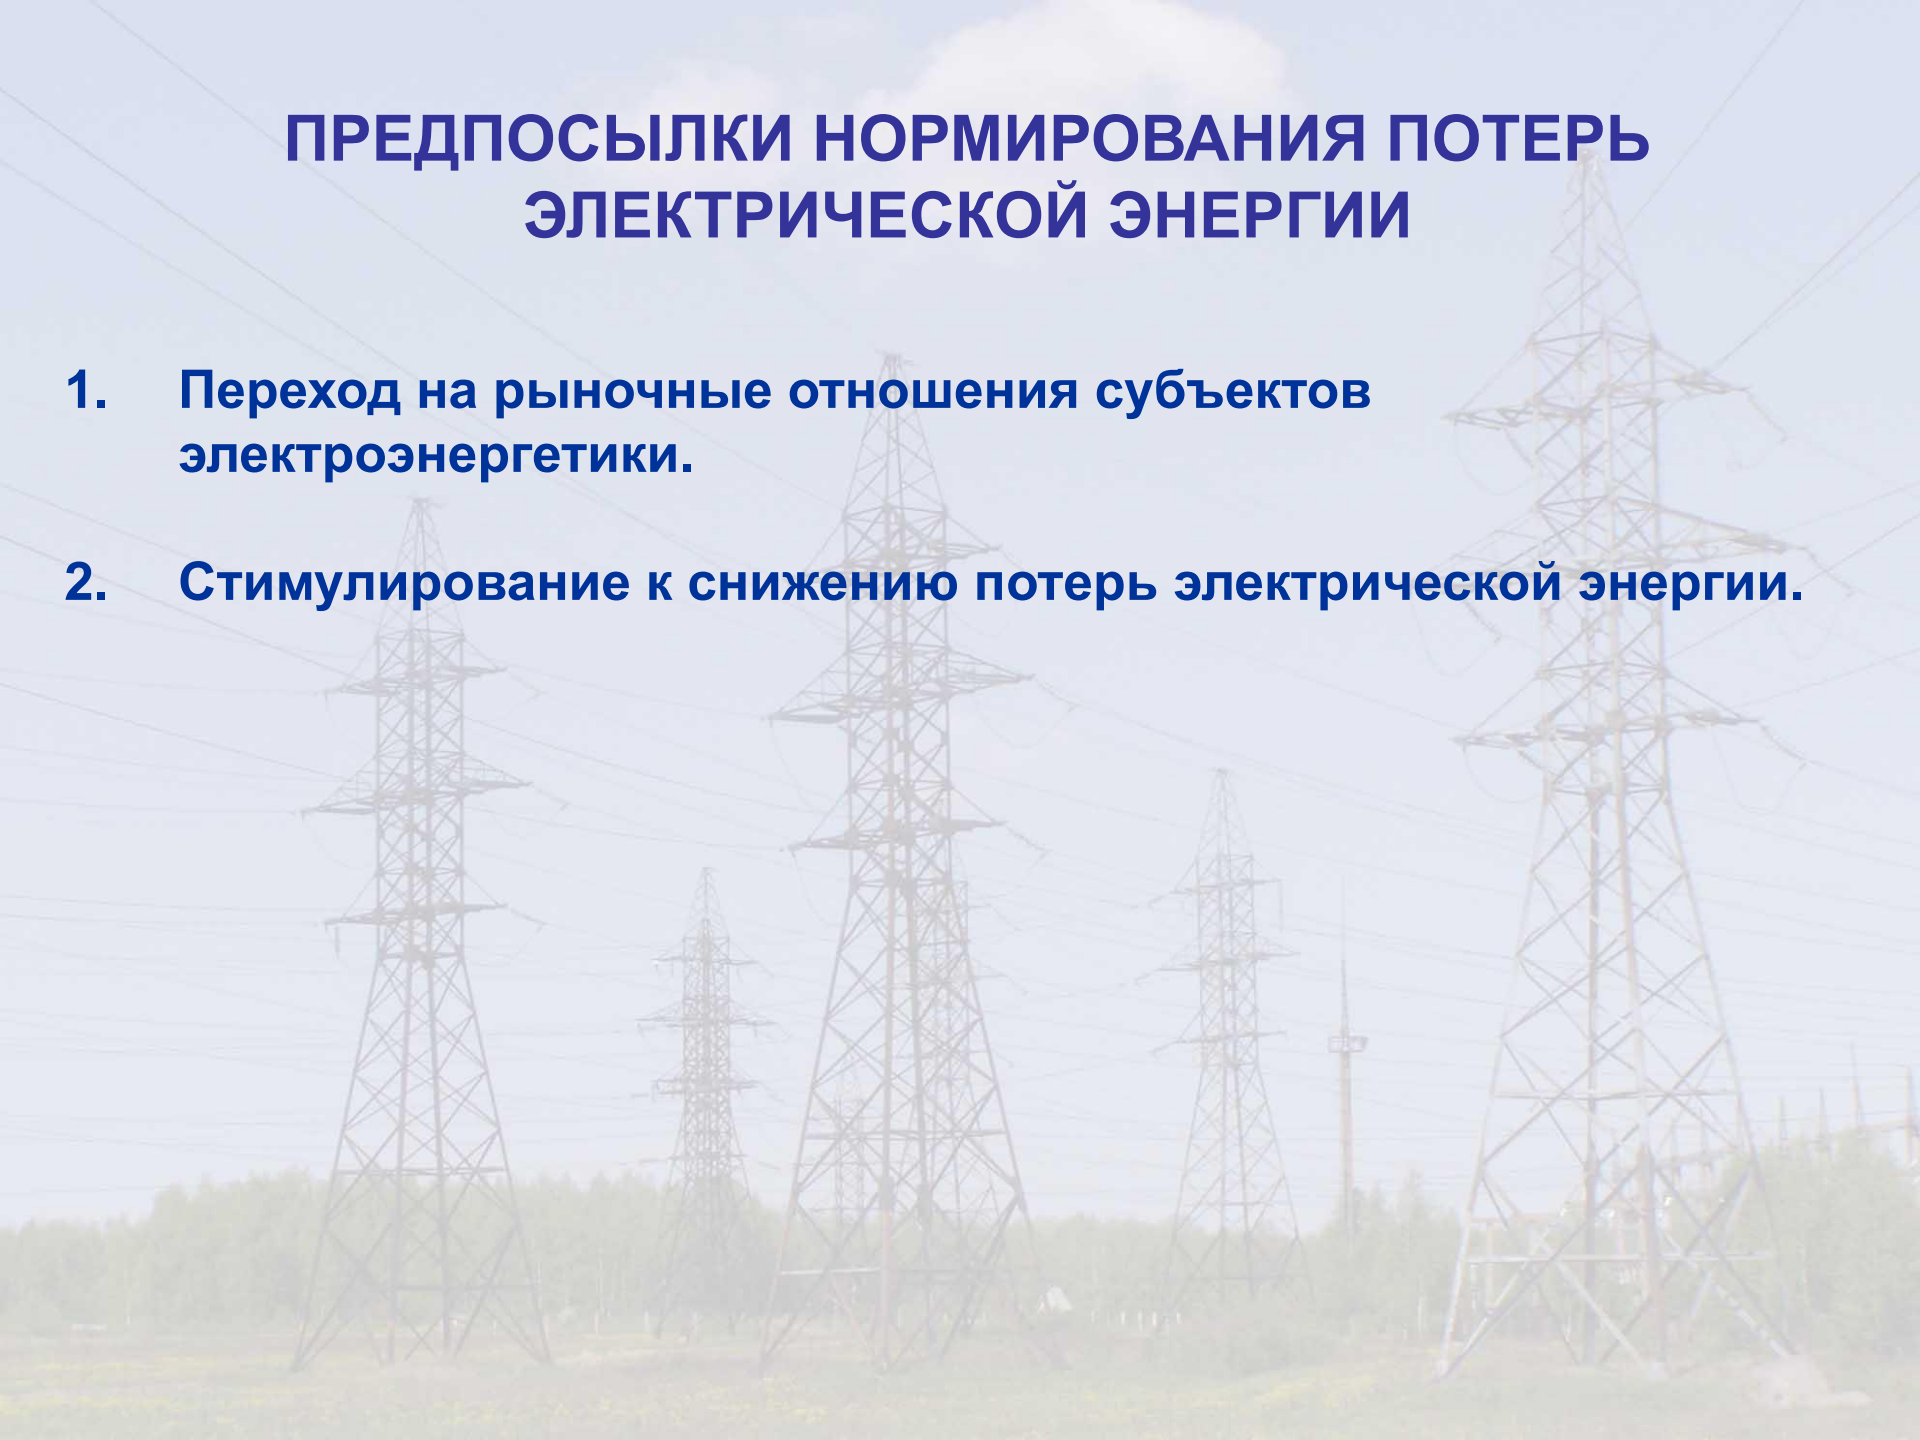 ПРЕДПОСЫЛКИ НОРМИРОВАНИЯ ПОТЕРЬ
ЭЛЕКТРИЧЕСКОЙ ЭНЕРГИИ
1. Переход на рыночные отношения субъектов
электроэнергетики.
2. Стимулирование к снижению потерь электрической энергии.